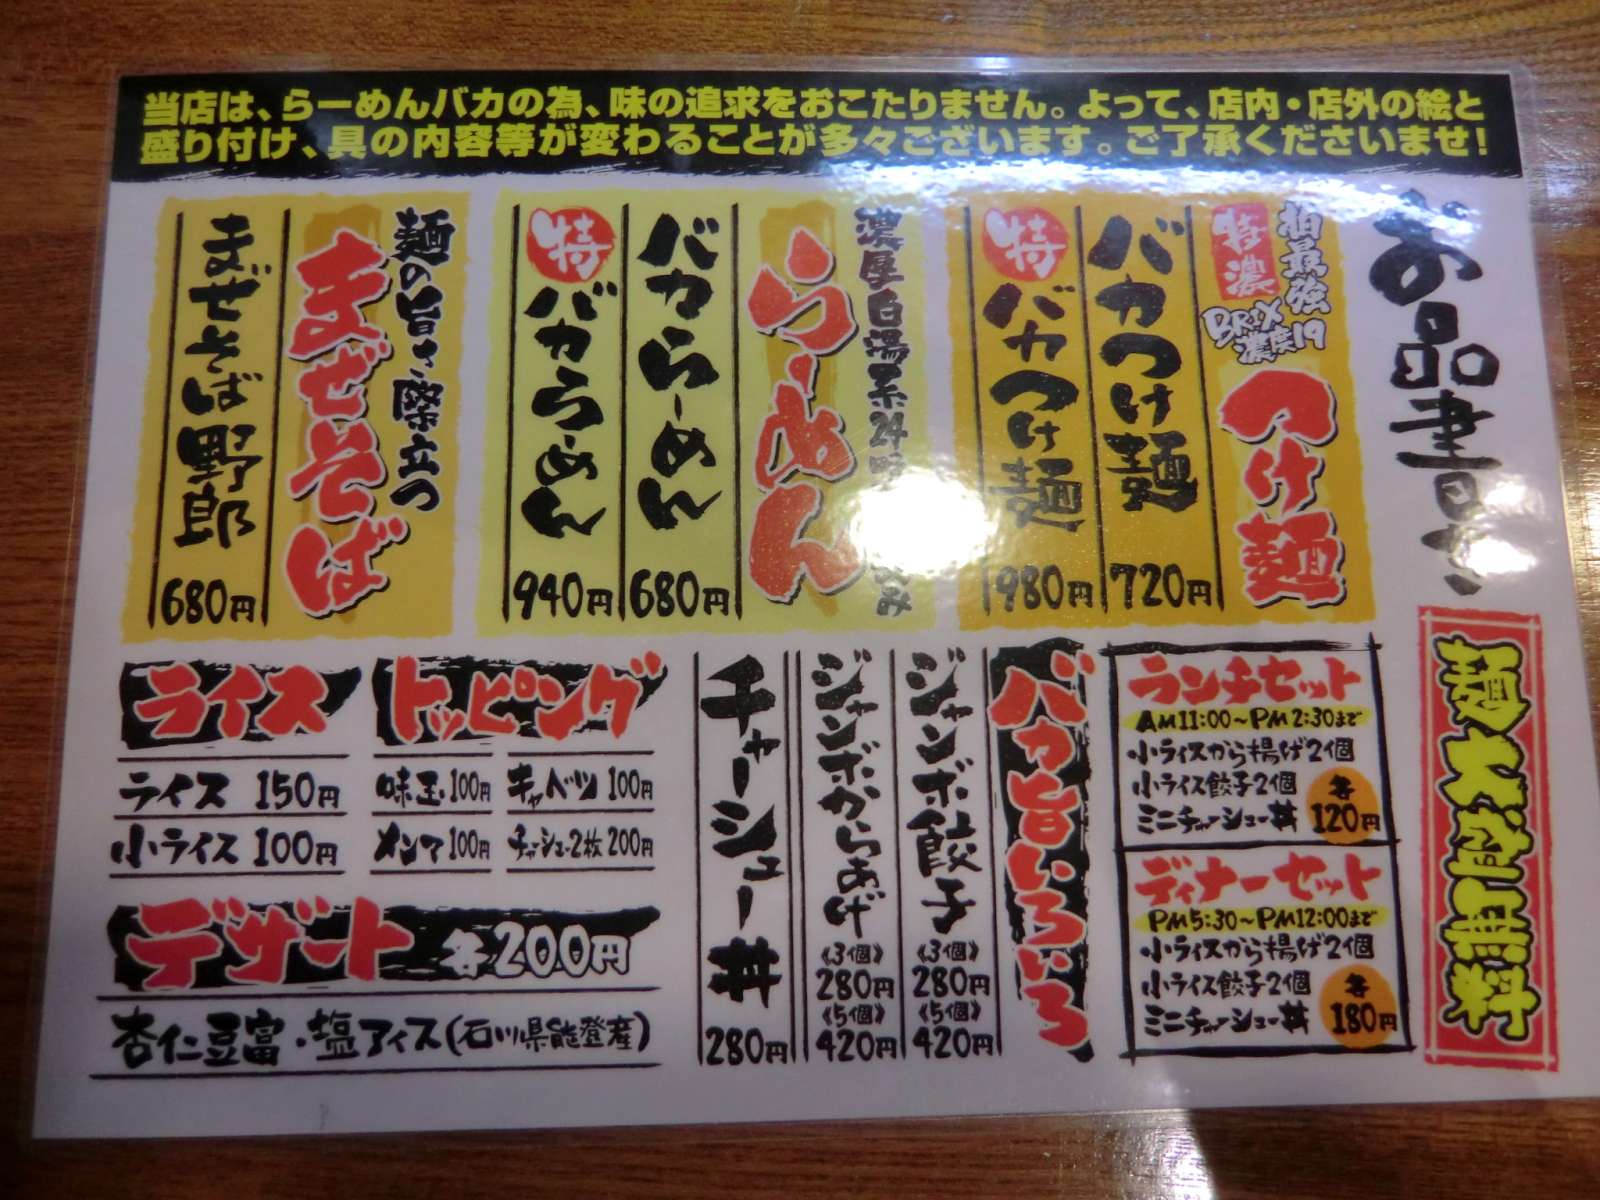 当店は、らーめんバカの為、味の追求をおこたりません。よって、店内・店外の絵と
盛り付け、具の内容等が変わることが多々ございます。ご了承くださいませ!
お品書き
柏最強
特濃
BRIX
濃度19
つけ麺
バカつけ麺 720円
特 バカつけ麺 980円
濃厚白湯系24時
込み
らーめん
バカらーめん 680円
特 バカらーめん 940円
麺の旨さ際立つ
まぜそば
まぜそば野郎 680円
麺大盛無料
ランチセット
AM11:00〜PM2:30まで
小ライスから揚げ2個
小ライス餃子2個
ミニチャーシュー丼
各120円
ディナーセット
PM5:30〜PM12:00まで
小ライスから揚げ2個
小ライス餃子2個
ミニチャーシュー丼
各180円
バカ旨いろいろ
ジャンボ餃子
《3個》
280円
《5個》
420円
ジャンボからあげ
《3個》
280円
《5個》
420円
チャーシュー丼 280円
トッピング
味玉100円
キャベツ100円
メンマ100円
チャーシュー2枚200円
ライス
ライス 150円
小ライス 100円
デザート 各200円
杏仁豆富・塩アイス(石川県能登産)